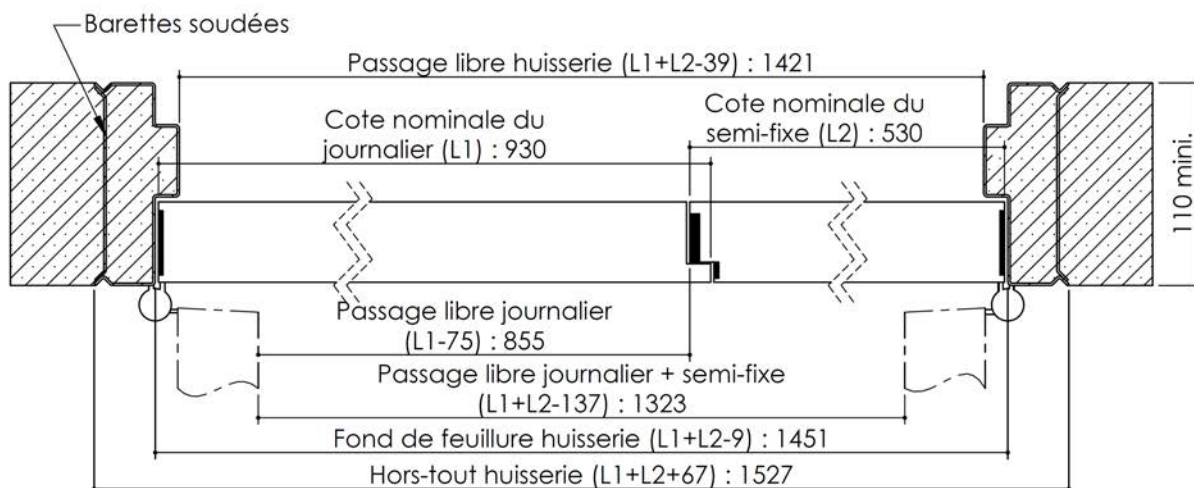 Barettes soudées
Passage libre huisserie (L1+L2-39) : 1421
Cote nominale du
journalier (L1) : 930
Cote nominale du
semi-fixe (L2) : 530
110 mini.
Passage libre journalier
(L1-75) : 855
Passage libre journalier + semi-fixe
(L1+L2-137) : 1323
Fond de feuillure huisserie (L1+L2-9) : 1451
Hors-tout huisserie (L1+L2+67) : 1527